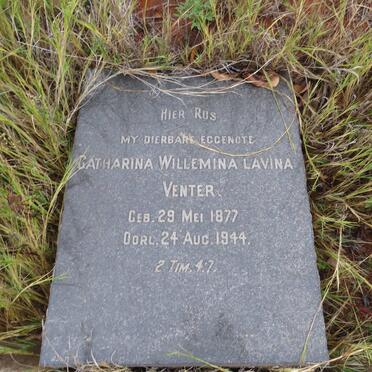 HIER RUS
MY DIERBARE EGGENOTE
CATHARINA WILLEMINA LAVINA
VENTER.
GEB. 29 MEI 1877
OORL. 24 AUG. 1944.
2 TIM. 4:7.